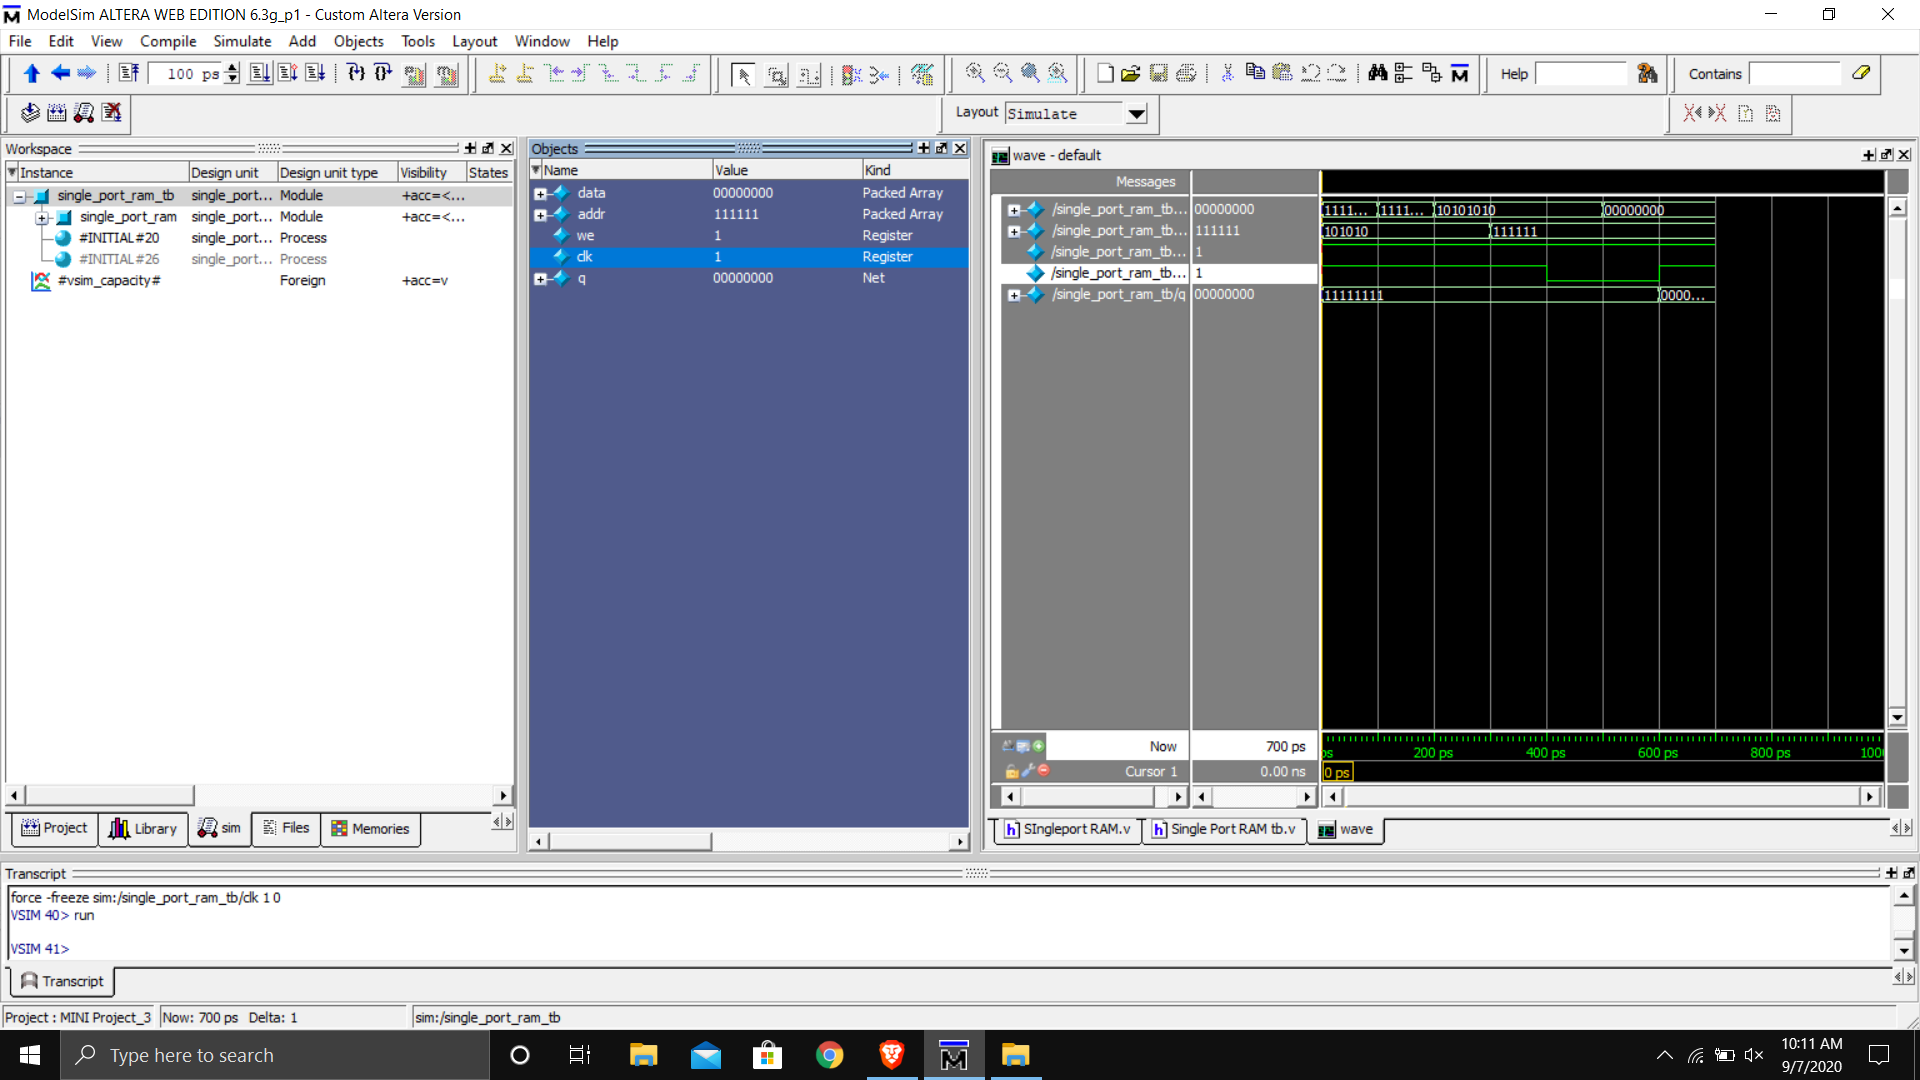 ModelSim ALTERA WEB EDITION 6.3g_p1 - Custom Altera Version
File Edit View Compile Simulate Add Objects Tools Layout Window Help
100 ps
Help
Contains
Layout Simulate
Workspace
Instance Design unit Design unit type Visibility States
single_port_ram_tb single_port... Module +acc=<...
single_port_ram single_port... Module +acc=<...
#INITIAL#20 single_port... Process
#INITIAL#26 single_port... Process
#vsim_capacity# Foreign +acc=v
Project Library sim Files Memories
Objects
Name Value Kind
data 00000000 Packed Array
addr 111111 Packed Array
we 1 Register
clk 1 Register
q 00000000 Net
wave - default
Messages
/single_port_ram_tb... 00000000 1111... 1111... 10101010 00000000
/single_port_ram_tb... 111111 101010 111111
/single_port_ram_tb... 1
/single_port_ram_tb... 1
/single_port_ram_tb/q 00000000 11111111 0000...
Now 700 ps ps 200 ps 400 ps 600 ps 800 ps 100
Cursor 1 0.00 ns 0 ps
SIngleport RAM.v Single Port RAM tb.v wave
Transcript
force -freeze sim:/single_port_ram_tb/clk 1 0
VSIM 40> run
VSIM 41>
Transcript
Project : MINI Project_3 Now: 700 ps Delta: 1 sim:/single_port_ram_tb
Type here to search
10:11 AM
9/7/2020